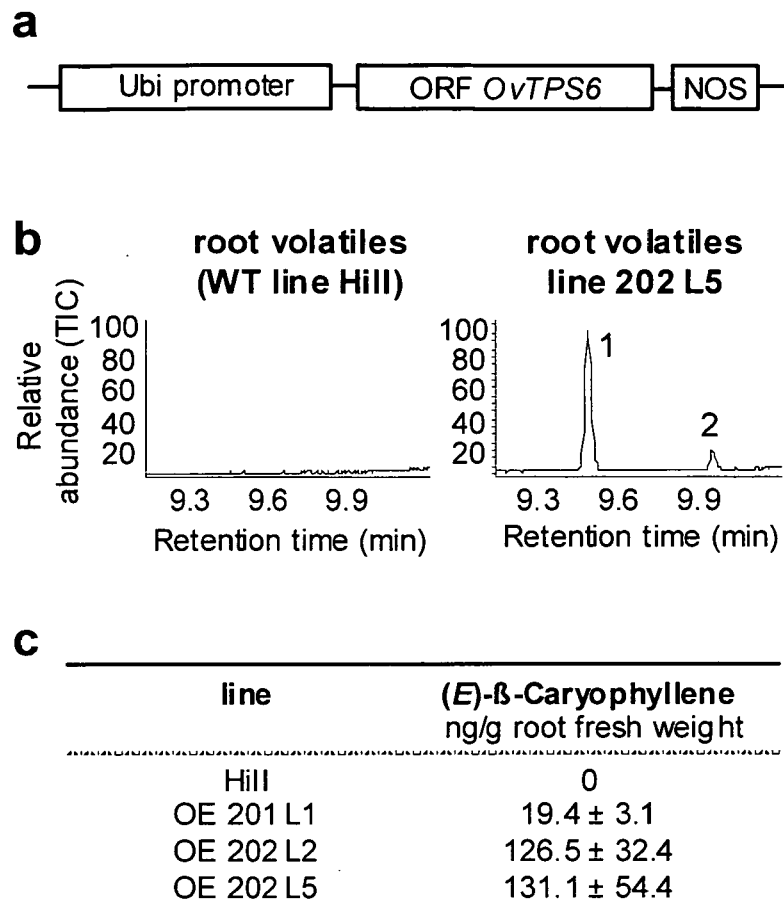 a
Ubi promoter ORF OvTPS6 NOS
b
root volatiles
(WT line Hill)
root volatiles
line 202 L5
Relative
abundance (TIC)
100
80
60
40
20
9.3 9.6 9.9
Retention time (min)
100
80
60
40
20
1
2
9.3 9.6 9.9
Retention time (min)
c
line (E)-ß-Caryophyllene
ng/g root fresh weight
Hill 0
OE 201 L1 19.4 ± 3.1
OE 202 L2 126.5 ± 32.4
OE 202 L5 131.1 ± 54.4